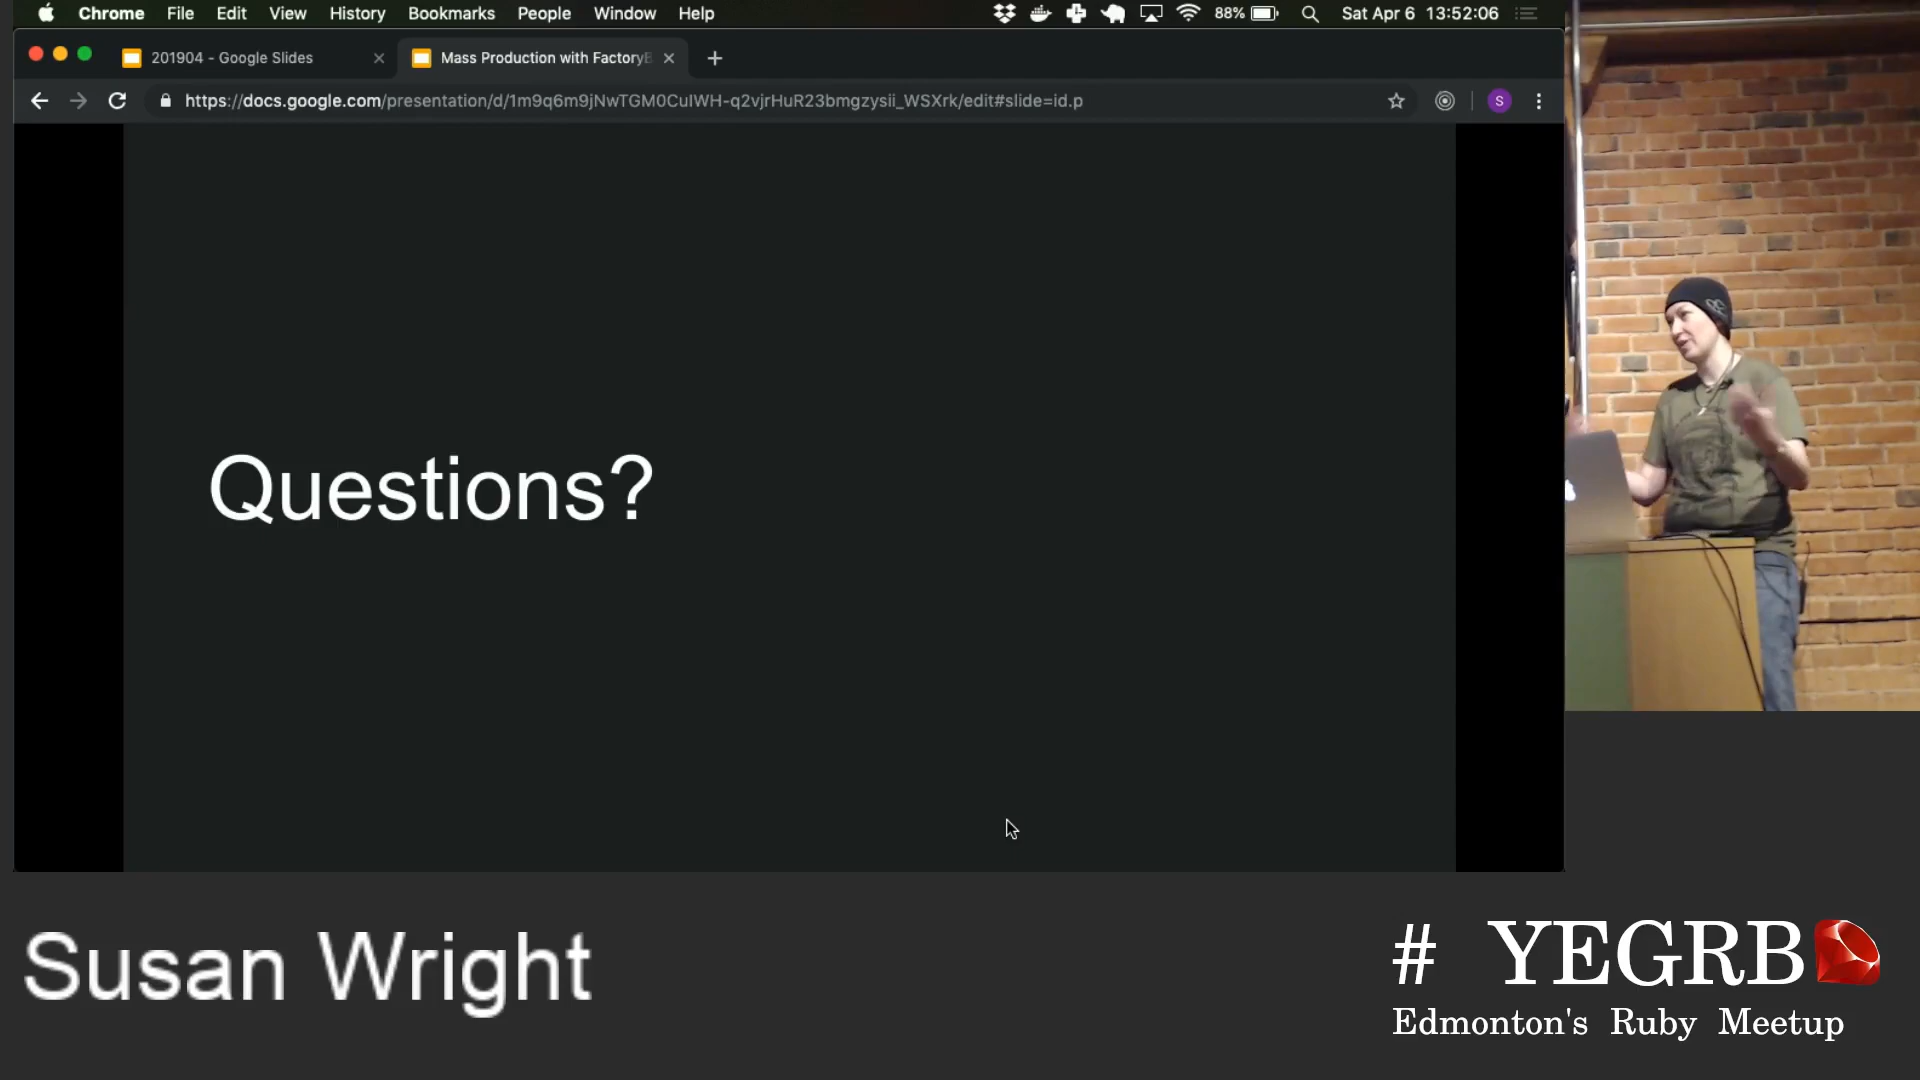 Chrome File Edit View History Bookmarks People Window Help 88% Sat Apr 6 13:52:06
201904 - Google Slides Mass Production with FactoryB
https://docs.google.com/presentation/d/1m9q6m9jNwTGM0CuIWH-q2vjrHuR23bmgzysii_WSXrk/edit#slide=id.p S
Questions?
Susan Wright
# YEGRB
Edmonton's Ruby Meetup